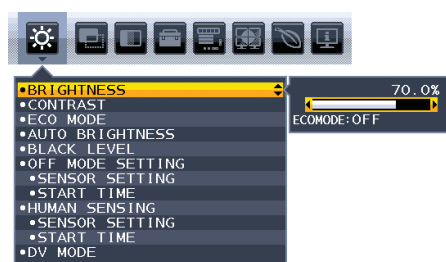 •BRIGHTNESS
•CONTRAST
•ECO MODE
•AUTO BRIGHTNESS
•BLACK LEVEL
•OFF MODE SETTING
•SENSOR SETTING
•START TIME
•HUMAN SENSING
•SENSOR SETTING
•START TIME
•DV MODE
70.0%
ECOMODE:OFF